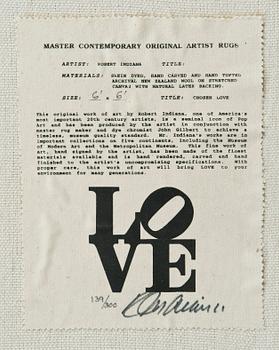 MASTER CONTEMPORARY ORIGINAL ARTIST RUGS
ARTIST: ROBERT INDIANA TITLE:
MATERIALS: SKEIN DYED, HAND CARVED AND HAND TUFTED
ARCHIVAL NEW ZEALAND WOOL ON STRETCHED
CANVAS WITH NATURAL LATEX BACKING.
SIZE: 6' x 6' TITLE: CHOSEN LOVE
This original work of art by Robert Indiana, one of America's
most important 20th century artists, is a seminal icon of Pop
Art and has been produced by the artist in conjunction with
master rug maker and dye chromist John Gilbert to achieve a
timeless, museum quality standard. Mr. Indiana's works are in
important collections on five continents, including the Museum
of Modern Art and the Metropolitan Museum. This fine work of
art, hand signed by the artist, has been made of the finest
materials available and is hand rendered, carved and hand
finished to the artist's uncompromising specifications. With
proper care, this work of art will bring LOVE to your
environment for many generations.
LO
VE
139/300